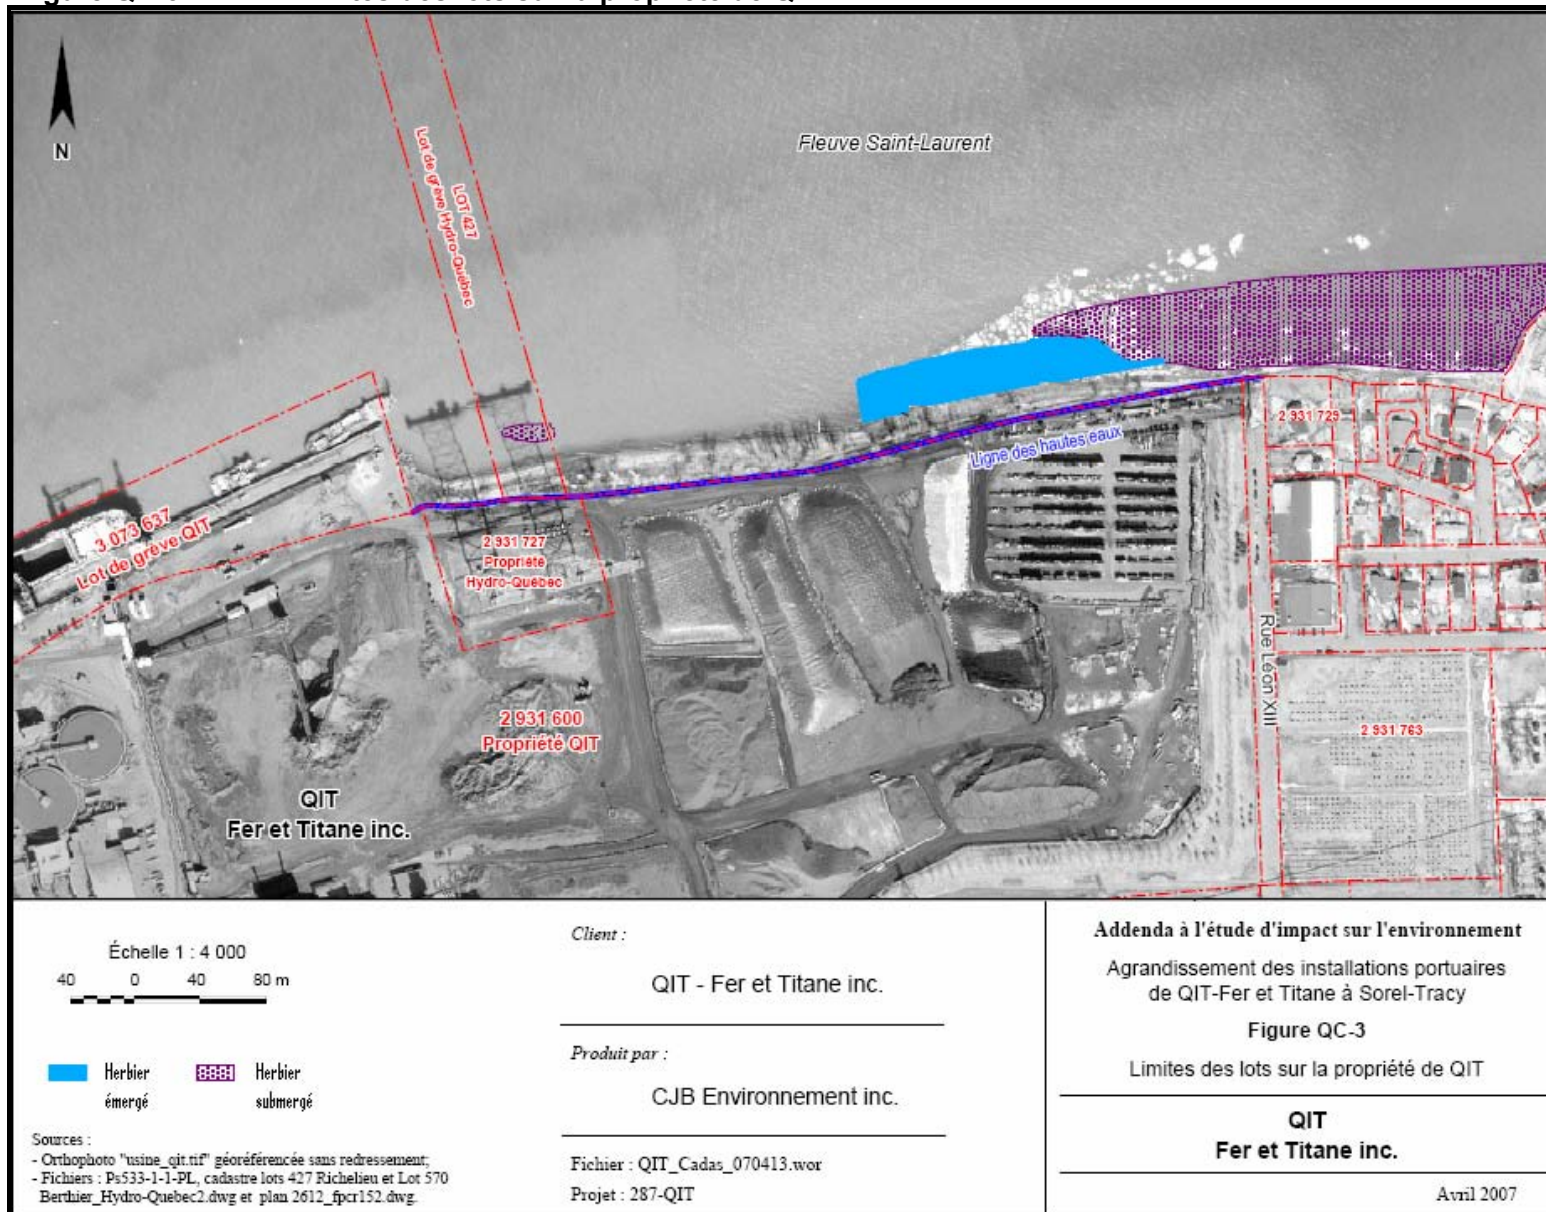 N
Fleuve Saint-Laurent
LOT 427
Lot de grève Hydro-Québec
3 073 637
Lot de grève QIT
2 931 727
Propriété
Hydro-Québec
Ligne des hautes eaux
2 931 729
Rue Léon XIII
2 931 763
2 931 600
Propriété QIT
QIT
Fer et Titane inc.
Échelle 1 : 4 000
40 0 40 80 m
Herbier
émergé
Herbier
submergé
Sources :
- Orthophoto "usine_qit.tif" géoréférencée sans redressement;
- Fichiers : Ps533-1-1-PL, cadastre lots 427 Richelieu et Lot 570
Berthier_Hydro-Quebec2.dwg et plan 2612_fpcr152.dwg.
Client :
QIT - Fer et Titane inc.
Produit par :
CJB Environnement inc.
Fichier : QIT_Cadas_070413.wor
Projet : 287-QIT
Addenda à l'étude d'impact sur l'environnement
Agrandissement des installations portuaires
de QIT-Fer et Titane à Sorel-Tracy
Figure QC-3
Limites des lots sur la propriété de QIT
QIT
Fer et Titane inc.
Avril 2007